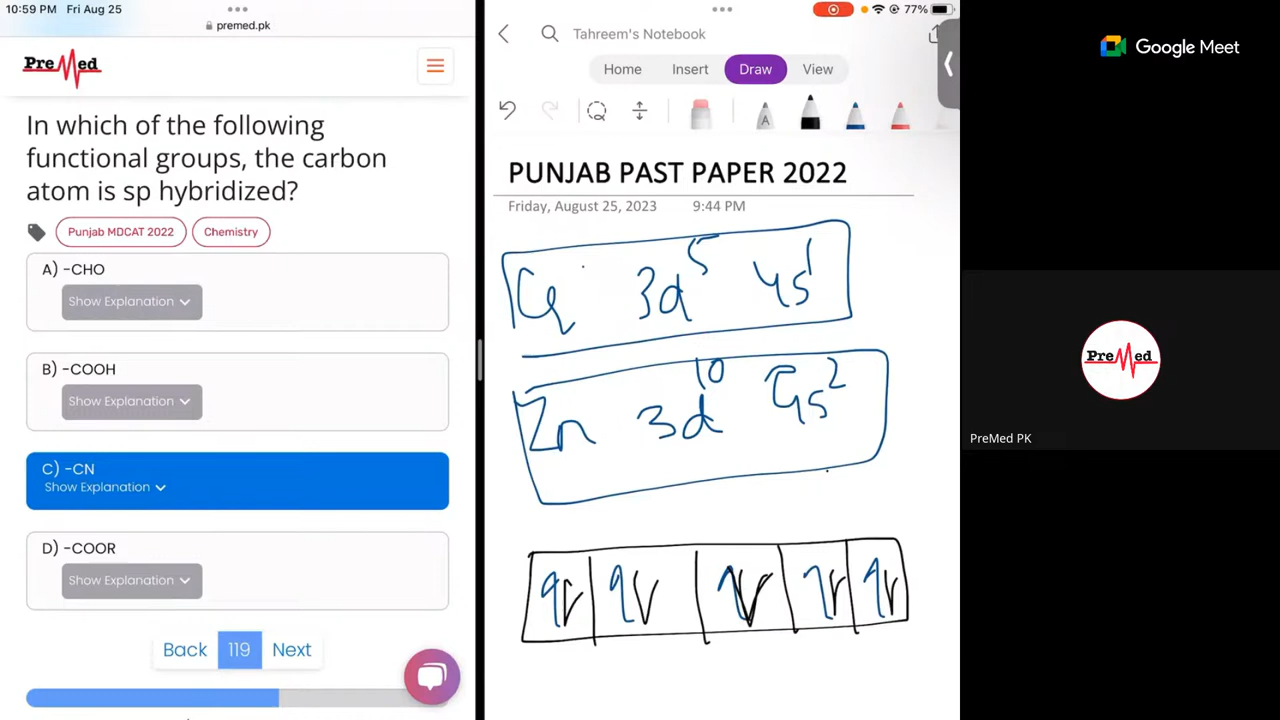 10:59 PM Fri Aug 25
premed.pk
PreMed
In which of the following
functional groups, the carbon
atom is sp hybridized?
Punjab MDCAT 2022
Chemistry
A) -CHO
Show Explanation
B) -COOH
Show Explanation
C) -CN
Show Explanation
D) -COOR
Show Explanation
Back 119 Next
77%
Tahreem's Notebook
Home Insert Draw View
A
PUNJAB PAST PAPER 2022
Friday, August 25, 2023 9:44 PM
3d⁵ 4s¹
Zn 3d¹⁰ 4s²
Google Meet
PreMed
PreMed PK